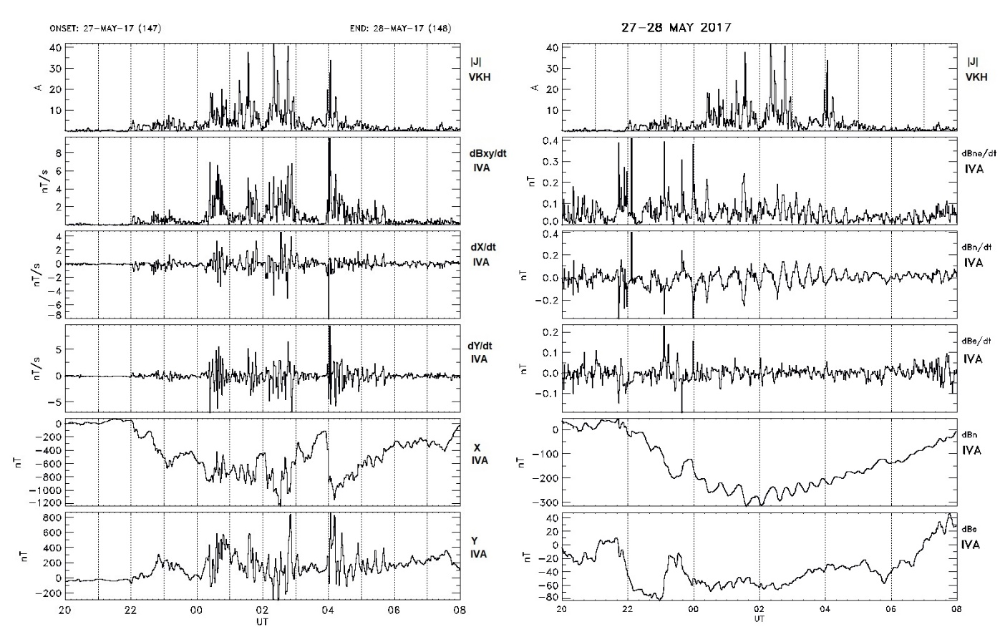 ONSET: 27-MAY-17 (147)
END: 28-MAY-17 (148)
40
30
20
10
A
|J|
VKH
8
6
4
2
nT/s
dBxy/dt
IVA
4
2
0
-2
-4
-6
-8
nT/s
dX/dt
IVA
5
0
-5
nT/s
dY/dt
IVA
0
-200
-400
-600
-800
-1000
-1200
nT
X
IVA
800
600
400
200
0
-200
nT
Y
IVA
20 22 00 02 04 06 08
UT
27-28 MAY 2017
40
30
20
10
A
|J|
VKH
0.4
0.3
0.2
0.1
0.0
nT
dBne/dt
IVA
0.4
0.2
0.0
-0.2
nT
dBn/dt
IVA
0.2
0.1
0.0
-0.1
nT
dBe/dt
IVA
0
-100
-200
-300
nT
dBn
IVA
40
20
0
-20
-40
-60
-80
nT
dBe
IVA
20 22 00 02 04 06 08
UT